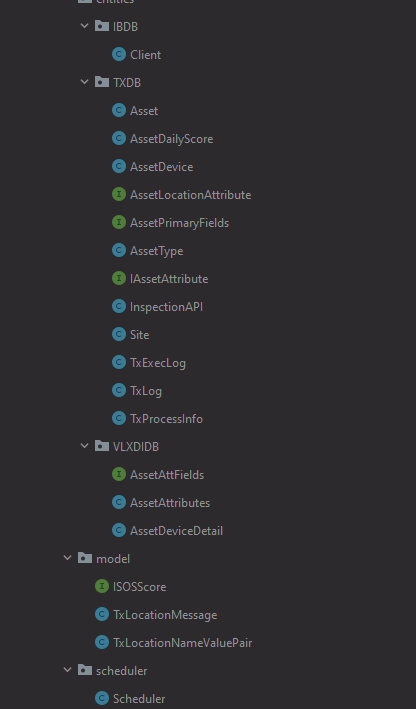 entities
IBDB
C Client
TXDB
C Asset
C AssetDailyScore
C AssetDevice
I AssetLocationAttribute
I AssetPrimaryFields
C AssetType
I IAssetAttribute
C InspectionAPI
C Site
C TxExecLog
C TxLog
C TxProcessInfo
VLXDIDB
I AssetAttFields
C AssetAttributes
C AssetDeviceDetail
model
I ISOSScore
C TxLocationMessage
C TxLocationNameValuePair
scheduler
C Scheduler